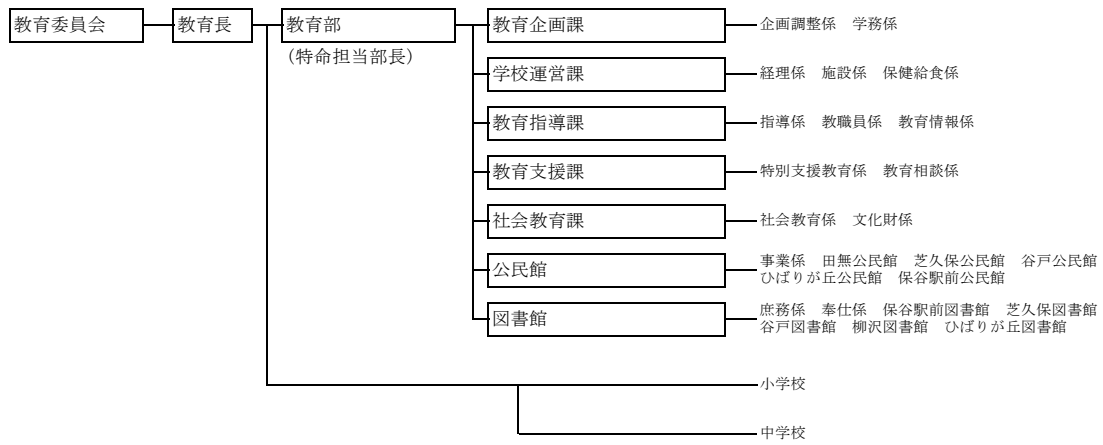 教育委員会 教育長 教育部 教育企画課 企画調整係 学務係
(特命担当部長)
学校運営課 経理係 施設係 保健給食係
教育指導課 指導係 教職員係 教育情報係
教育支援課 特別支援教育係 教育相談係
社会教育課 社会教育係 文化財係
公民館 事業係 田無公民館 芝久保公民館 谷戸公民館
ひばりが丘公民館 保谷駅前公民館
図書館 庶務係 奉仕係 保谷駅前図書館 芝久保図書館
谷戸図書館 柳沢図書館 ひばりが丘図書館
小学校
中学校